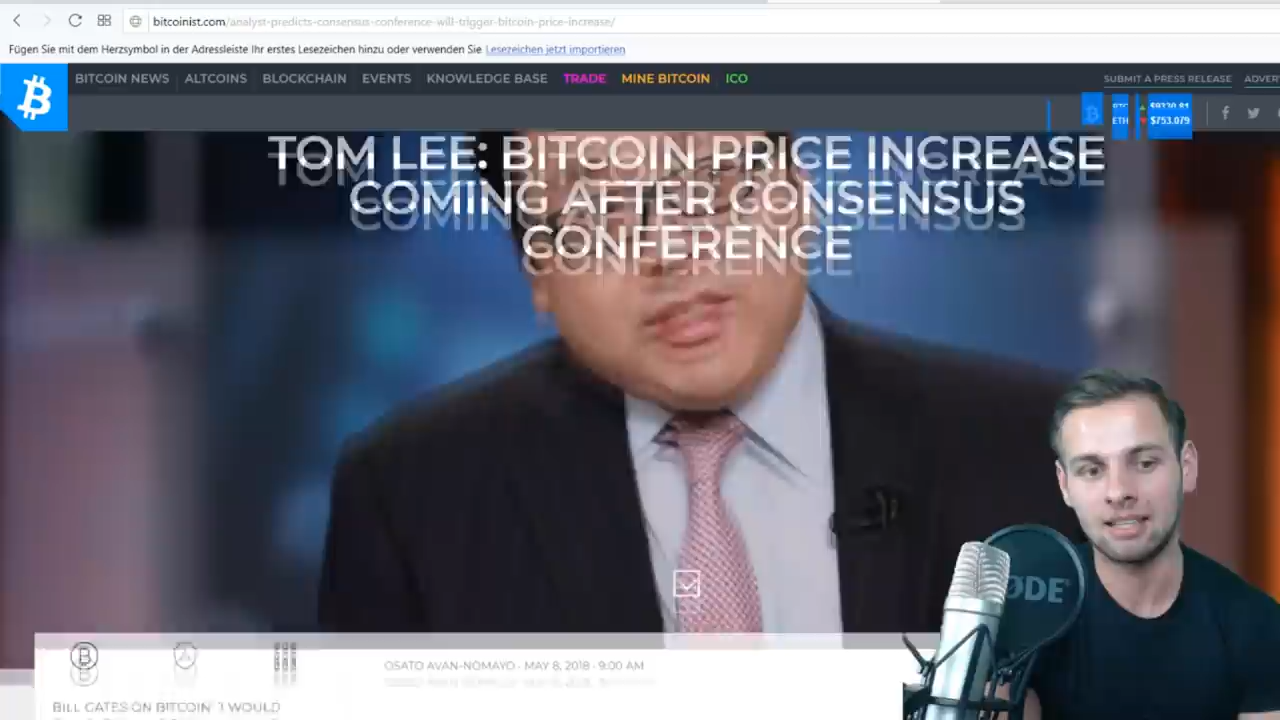 bitcoinist.com/analyst-predicts-consensus-conference-will-trigger-bitcoin-price-increase/
Fügen Sie mit dem Herzsymbol in der Adressleiste Ihr erstes Lesezeichen hinzu oder verwenden Sie Lesezeichen jetzt importieren
BITCOIN NEWS ALTCOINS BLOCKCHAIN EVENTS KNOWLEDGE BASE TRADE MINE BITCOIN ICO SUBMIT A PRESS RELEASE
ETH $753.079
TOM LEE: BITCOIN PRICE INCREASE
COMING AFTER CONSENSUS
CONFERENCE
RØDE
OSATO AVAN-NOMAYO - MAY 8, 2018 · 9:00 AM
BILL GATES ON BITCOIN 'I WOULD